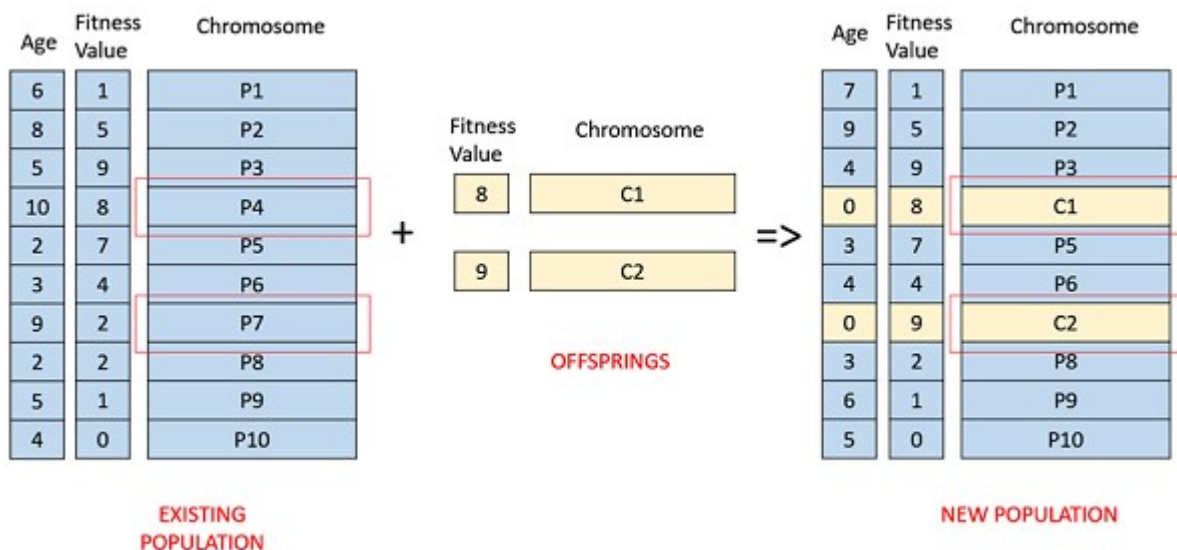 Age Fitness Value Chromosome
6 1 P1
8 5 P2
5 9 P3
10 8 P4
2 7 P5
3 4 P6
9 2 P7
2 2 P8
5 1 P9
4 0 P10
EXISTING
POPULATION
+
Fitness Value Chromosome
8 C1
9 C2
OFFSPRINGS
=>
Age Fitness Value Chromosome
7 1 P1
9 5 P2
4 9 P3
0 8 C1
3 7 P5
4 4 P6
0 9 C2
3 2 P8
6 1 P9
5 0 P10
NEW POPULATION